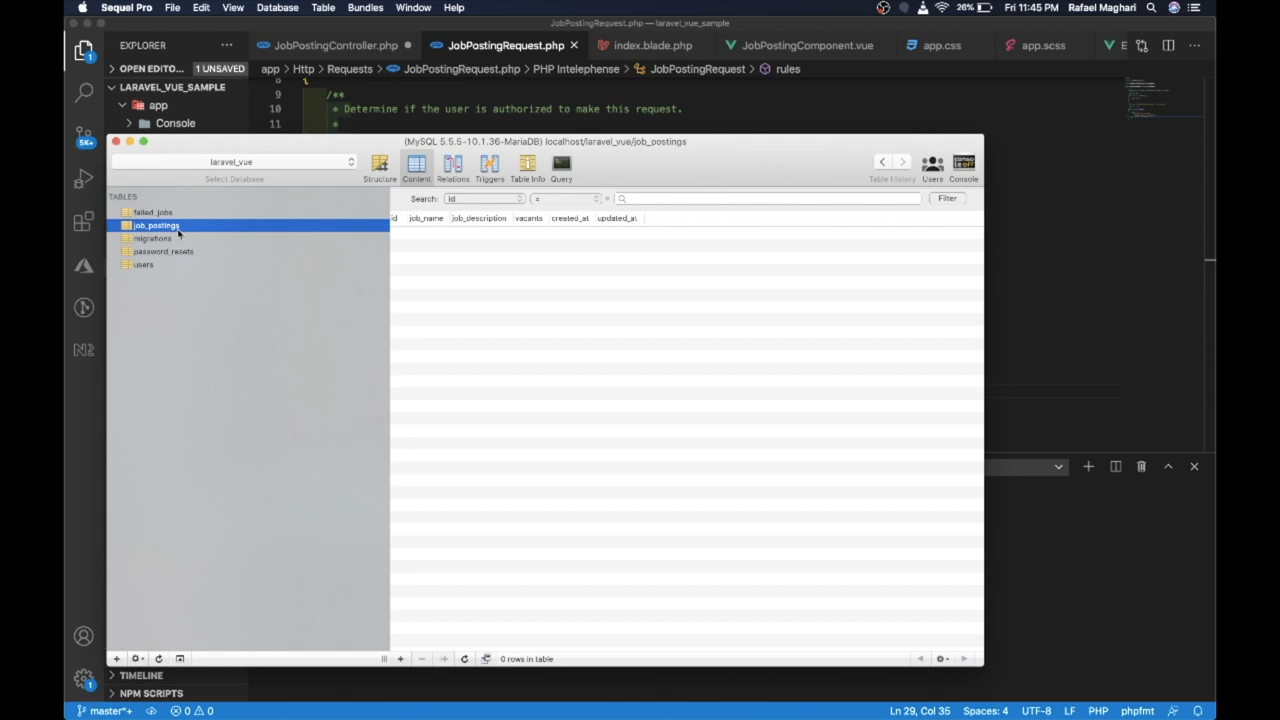 Sequel Pro File Edit View Database Table Bundles Window Help 26% Fri 11:45 PM Rafael Maghari
JobPostingRequest.php — laravel_vue_sample
EXPLORER JobPostingController.php JobPostingRequest.php index.blade.php JobPostingComponent.vue app.css app.scss E
OPEN EDITO... 1 UNSAVED app > Http > Requests > JobPostingRequest.php > PHP Intelephense > JobPostingRequest > rules
LARAVEL_VUE_SAMPLE 8 {
9 /**
app 10 * Determine if the user is authorized to make this request.
Console 11 *
1
5K+
(MySQL 5.5.5-10.1.36-MariaDB) localhost/laravel_vue/job_postings
laravel_vue
Select Database Structure Content Relations Triggers Table Info Query Table History Users Console
console off
TABLES Search: id = Filter
failed_jobs id job_name job_description vacants created_at updated_at
job_postings
migrations
password_resets
users
0 rows in table
1
TIMELINE
NPM SCRIPTS
master*+ 0 0 Ln 29, Col 35 Spaces: 4 UTF-8 LF PHP phpfmt